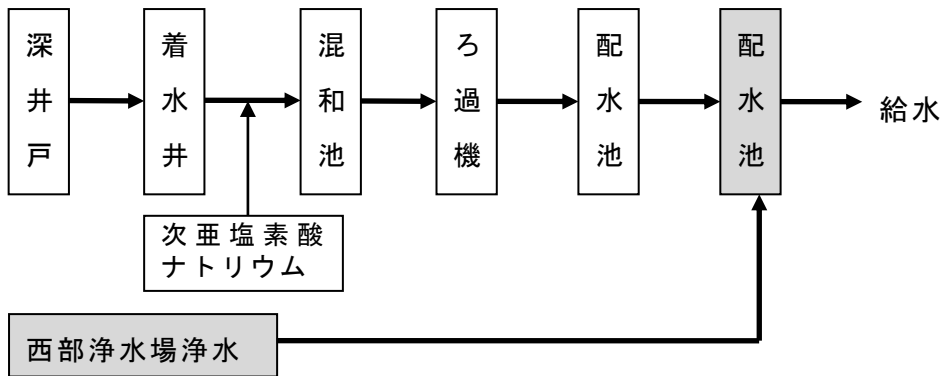 深井戸
着水井
混和池
ろ過機
配水池
配水池
給水
次亜塩素酸
ナトリウム
西部浄水場浄水